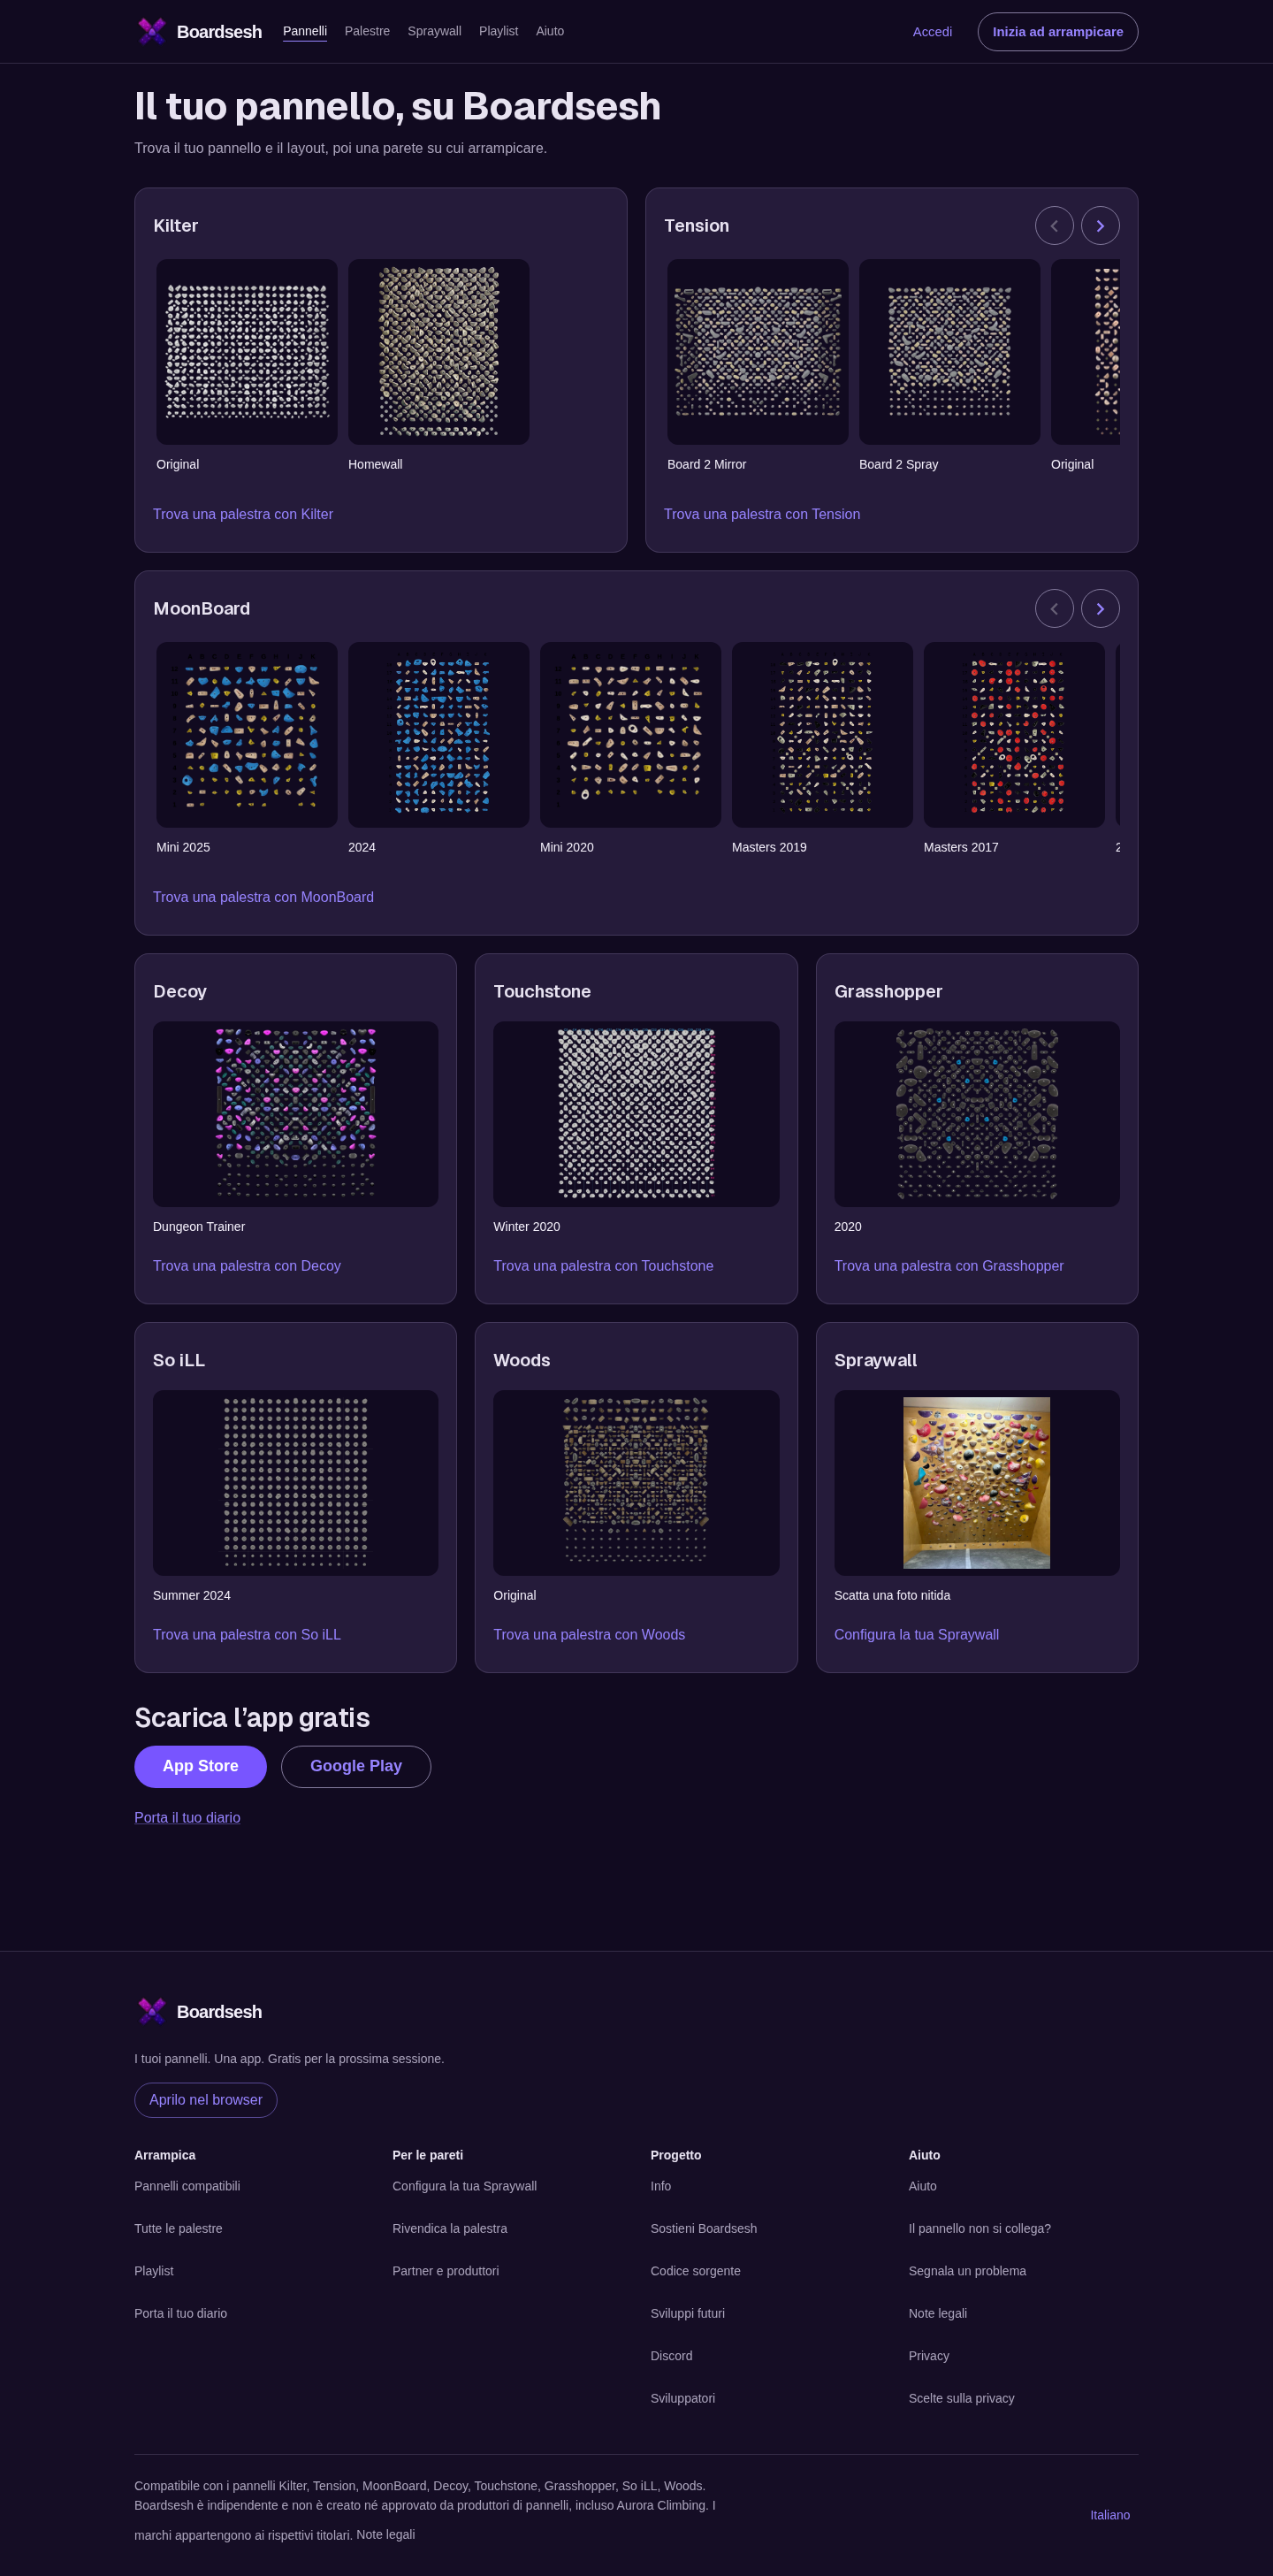 Boardsesh
Pannelli
Palestre
Spraywall
Playlist
Aiuto
Accedi
Inizia ad arrampicare
Il tuo pannello, su Boardsesh
Trova il tuo pannello e il layout, poi una parete su cui arrampicare.
Kilter
Original
Homewall
Trova una palestra con Kilter
Tension
Board 2 Mirror
Board 2 Spray
Original
Trova una palestra con Tension
MoonBoard
Mini 2025
2024
Mini 2020
Masters 2019
Masters 2017
Trova una palestra con MoonBoard
Decoy
Dungeon Trainer
Trova una palestra con Decoy
Touchstone
Winter 2020
Trova una palestra con Touchstone
Grasshopper
2020
Trova una palestra con Grasshopper
So iLL
Summer 2024
Trova una palestra con So iLL
Woods
Original
Trova una palestra con Woods
Spraywall
Scatta una foto nitida
Configura la tua Spraywall
Scarica l’app gratis
App Store
Google Play
Porta il tuo diario
Boardsesh
I tuoi pannelli. Una app. Gratis per la prossima sessione.
Aprilo nel browser
Arrampica
Pannelli compatibili
Tutte le palestre
Playlist
Porta il tuo diario
Per le pareti
Configura la tua Spraywall
Rivendica la palestra
Partner e produttori
Progetto
Info
Sostieni Boardsesh
Codice sorgente
Sviluppi futuri
Discord
Sviluppatori
Aiuto
Aiuto
Il pannello non si collega?
Segnala un problema
Note legali
Privacy
Scelte sulla privacy
Compatibile con i pannelli Kilter, Tension, MoonBoard, Decoy, Touchstone, Grasshopper, So iLL, Woods.
Boardsesh è indipendente e non è creato né approvato da produttori di pannelli, incluso Aurora Climbing. I
marchi appartengono ai rispettivi titolari. Note legali
Italiano